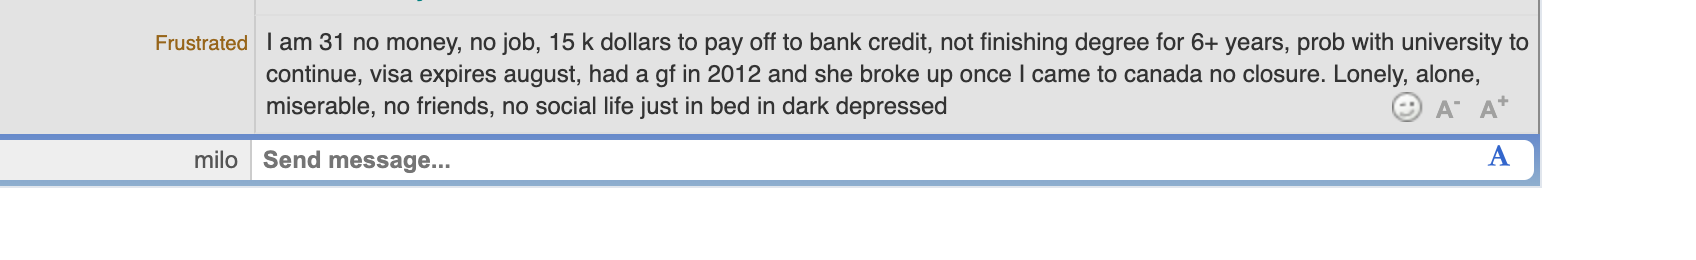 Frustrated
I am 31 no money, no job, 15 k dollars to pay off to bank credit, not finishing degree for 6+ years, prob with university to
continue, visa expires august, had a gf in 2012 and she broke up once I came to canada no closure. Lonely, alone,
miserable, no friends, no social life just in bed in dark depressed
A- A+
milo
Send message...
A